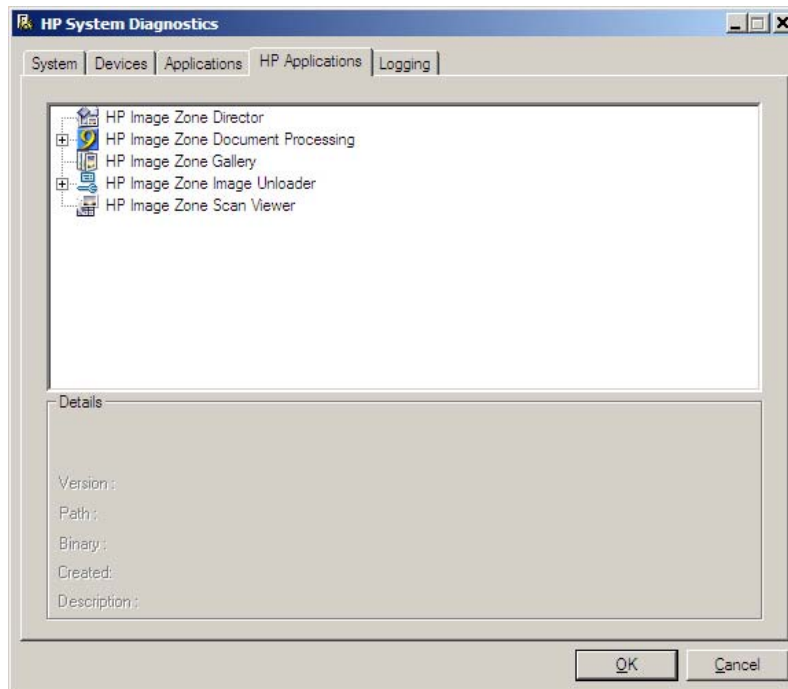 HP System Diagnostics
System Devices Applications HP Applications Logging
HP Image Zone Director
HP Image Zone Document Processing
HP Image Zone Gallery
HP Image Zone Image Unloader
HP Image Zone Scan Viewer
Details
Version :
Path :
Binary :
Created:
Description :
OK Cancel